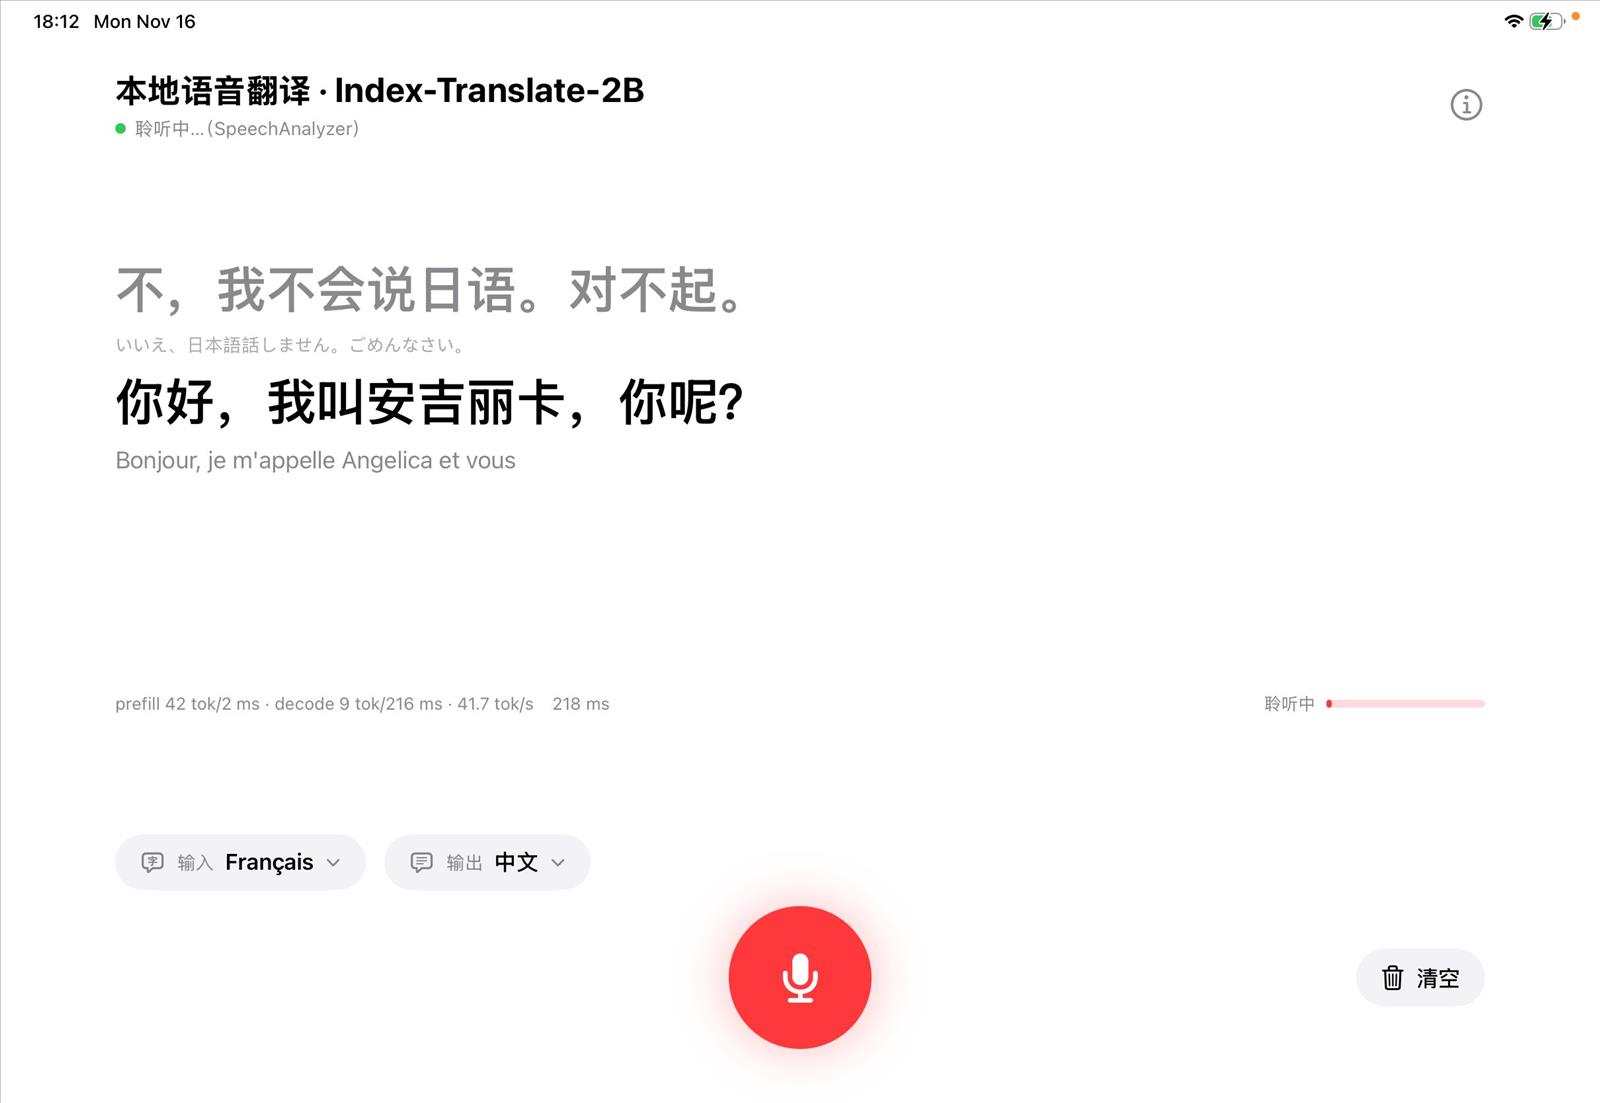 18:12 Mon Nov 16
本地语音翻译 · Index-Translate-2B
聆听中...(SpeechAnalyzer)
不，我不会说日语。对不起。
いいえ、日本語話しません。ごめんなさい。
你好，我叫安吉丽卡，你呢？
Bonjour, je m'appelle Angelica et vous
prefill 42 tok/2 ms · decode 9 tok/216 ms · 41.7 tok/s 218 ms
聆听中
输入 Français
输出 中文
清空